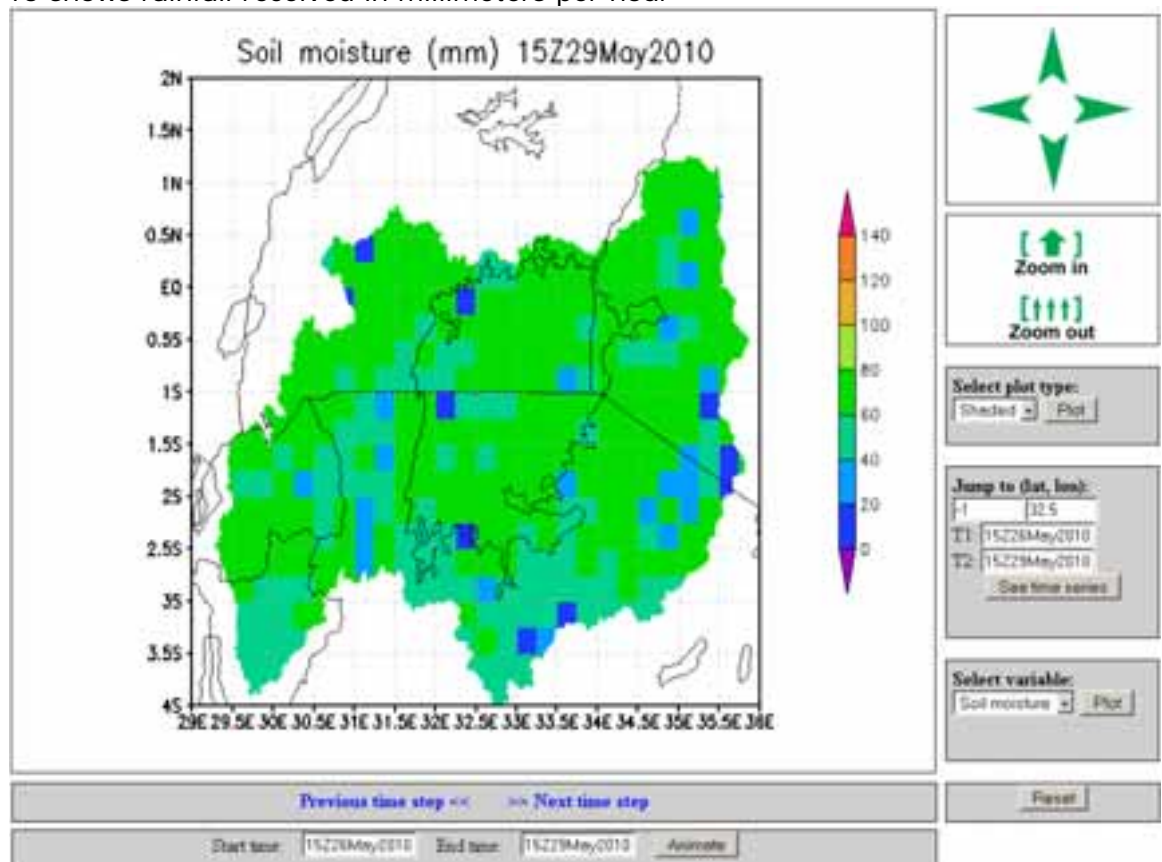 Soil moisture (mm) 15Z29May2010
2N
1.5N
1N
0.5N
EQ
0.5S
1S
1.5S
2S
2.5S
3S
3.5S
4S
29E 29.5E 30E 30.5E 31E 31.5E 32E 32.5E 33E 33.5E 34E 34.5E 35E 35.5E 36E
140
120
100
80
60
40
20
0
[ ]
Zoom in
[ ]
Zoom out
Select plot type:
Shaded Plot
Jump to (lat, lon):
-1 32.5
T1: 15Z26May2010
T2: 15Z29May2010
See time series
Select variable:
Soil moisture Plot
Previous time step << >> Next time step
Reset
Start time: 15Z26May2010 End time: 15Z29May2010 Animate